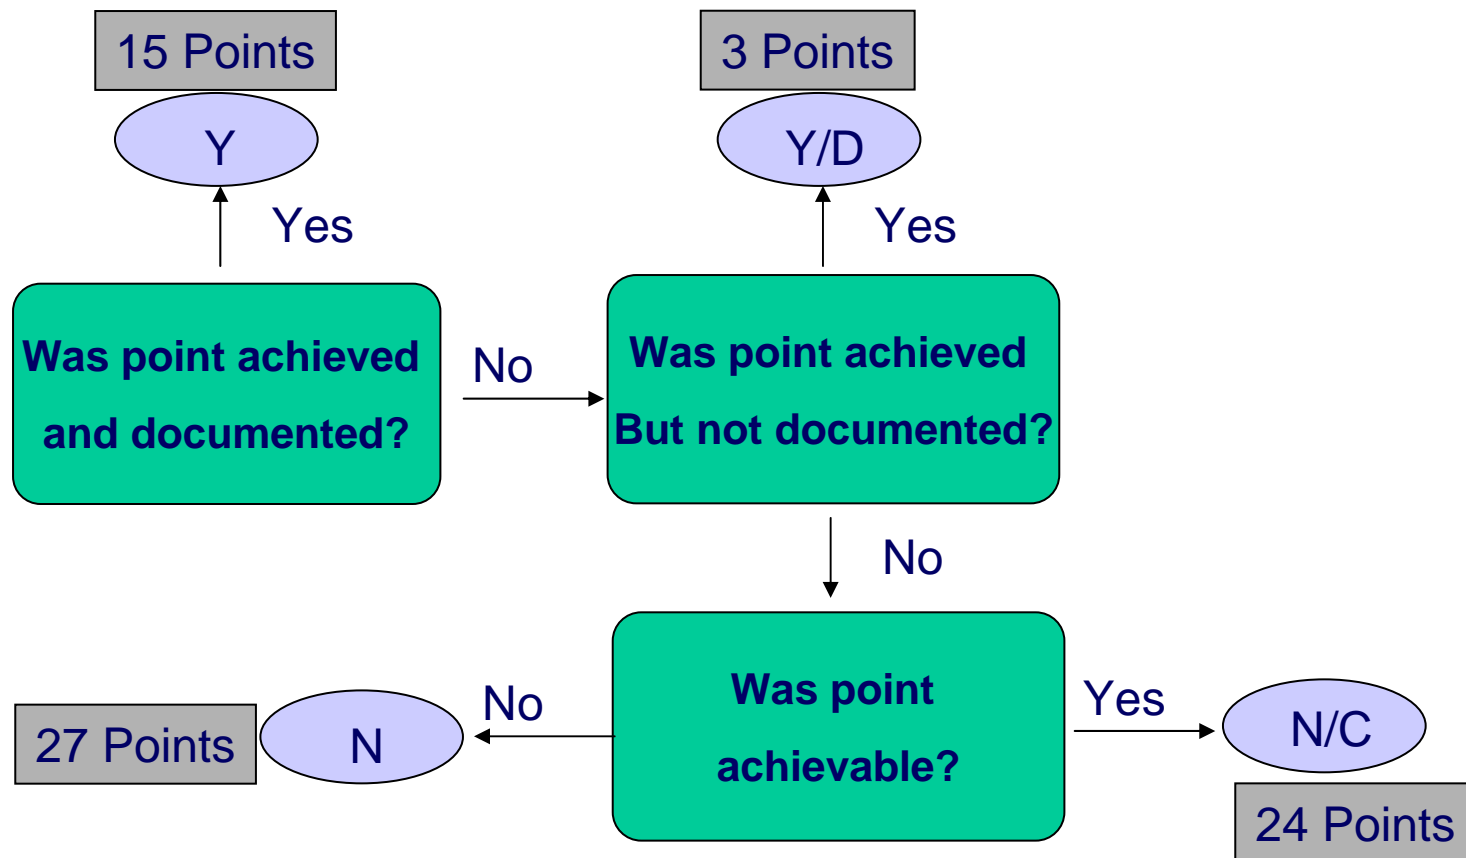 15 Points
3 Points
Y
Y/D
Yes
Yes
Was point achieved
and documented?
No
Was point achieved
But not documented?
No
Was point
achievable?
No
Yes
27 Points
N
N/C
24 Points